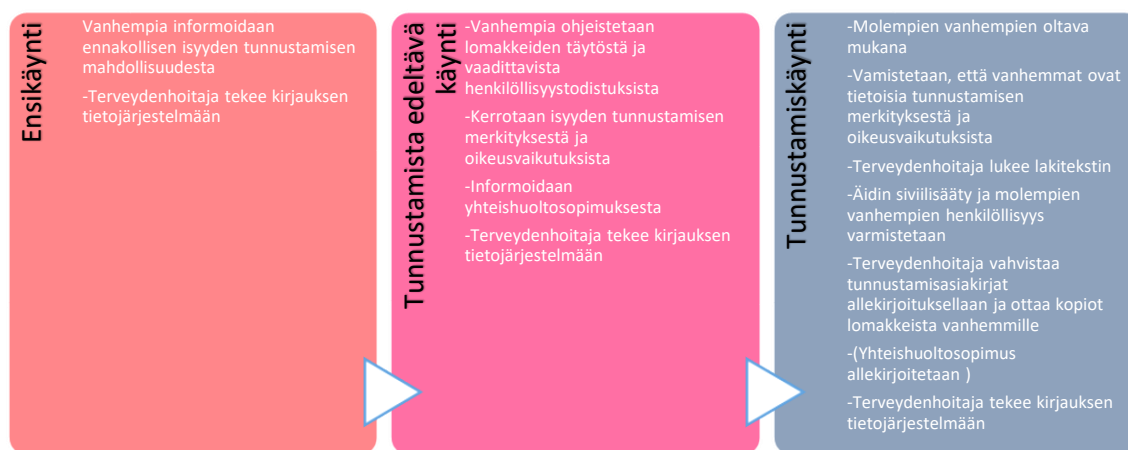 Ensikäynti
Vanhempia informoidaan
ennakollisen isyyden tunnustamisen
mahdollisuudesta
-Terveydenhoitaja tekee kirjauksen
tietojärjestelmään
Tunnustamista edeltävä
käynti
-Vanhempia ohjeistetaan
lomakkeiden täytöstä ja
vaadittavista
henkilöllisyystodistuksista
-Kerrotaan isyyden tunnustamisen
merkityksestä ja
oikeusvaikutuksista
-Informoidaan
yhteishuoltosopimuksesta
-Terveydenhoitaja tekee kirjauksen
tietojärjestelmään
Tunnustamiskäynti
-Molempien vanhempien oltava
mukana
-Vamistetaan, että vanhemmat ovat
tietoisia tunnustamisen
merkityksestä ja
oikeusvaikutuksista
-Terveydenhoitaja lukee lakitekstin
-Äidin siviilisääty ja molempien
vanhempien henkilöllisyys
varmistetaan
-Terveydenhoitaja vahvistaa
tunnustamisasiakirjat
allekirjoituksellaan ja ottaa kopiot
lomakkeista vanhemmille
-(Yhteishuoltosopimus
allekirjoitetaan )
-Terveydenhoitaja tekee kirjauksen
tietojärjestelmään